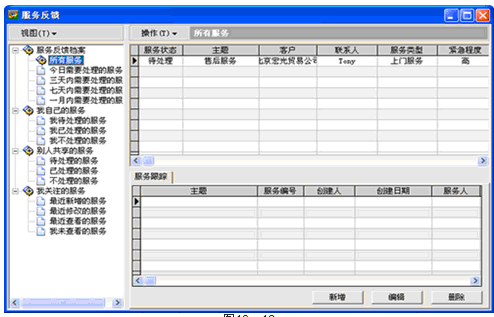 服务反馈
视图(T)
操作(T)
所有服务
服务反馈档案
所有服务
今日需要处理的服务
三天内需要处理的服
七天内需要处理的服
一月内需要处理的服
我自己的服务
我待处理的服务
我已处理的服务
我不处理的服务
别人共享的服务
待处理的服务
已处理的服务
不处理的服务
我关注的服务
最近新增的服务
最近修改的服务
最近查看的服务
我未查看的服务
服务状态 主题 客户 联系人 服务类型 紧急程度
待处理 售后服务 北京宏光贸易公司 Tony 上门服务 高
服务跟踪
主题 服务编号 创建人 创建日期 服务人
新增 编辑 删除